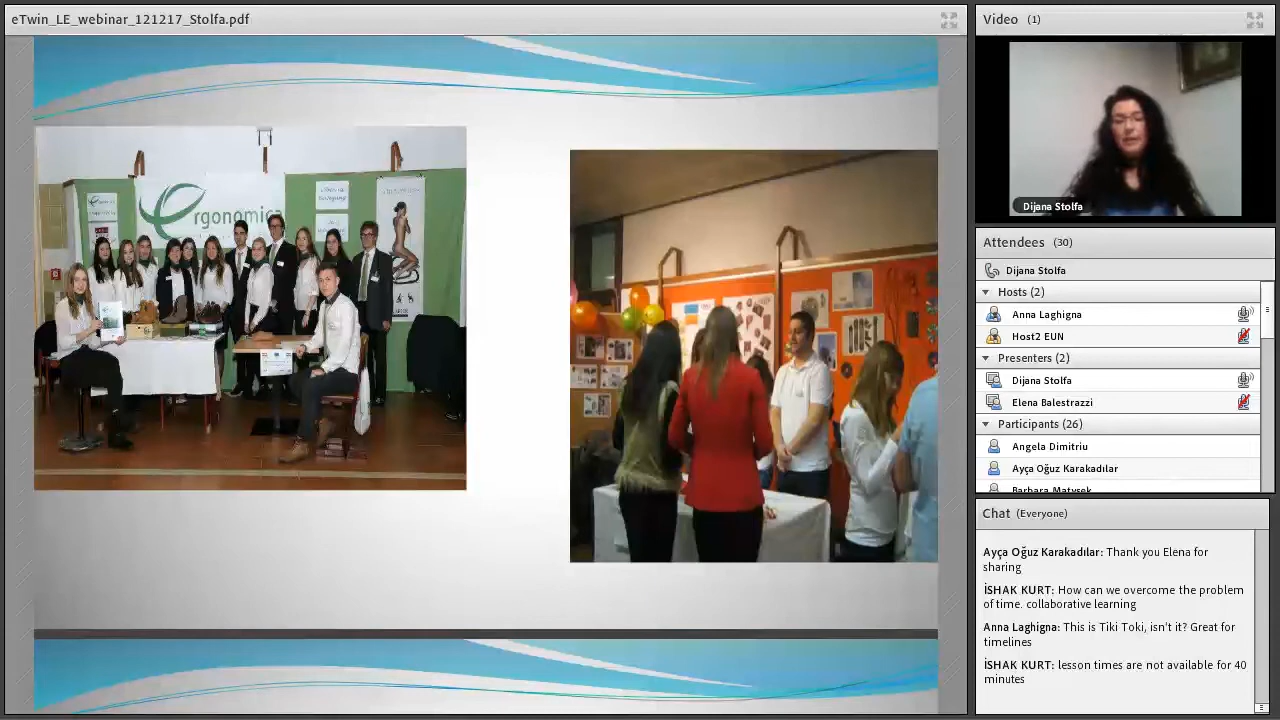 eTwin_LE_webinar_121217_Stolfa.pdf
ergonomica
Video (1)
Dijana Stolfa
Attendees (30)
Dijana Stolfa
Hosts (2)
Anna Laghigna
Host2 EUN
Presenters (2)
Dijana Stolfa
Elena Balestrazzi
Participants (26)
Angela Dimitriu
Ayça Oğuz Karakadılar
Barbara Matysek
Chat (Everyone)
Ayça Oğuz Karakadılar: Thank you Elena for
sharing
İSHAK KURT: How can we overcome the problem
of time. collaborative learning
Anna Laghigna: This is Tiki Toki, isn't it? Great for
timelines
İSHAK KURT: lesson times are not available for 40
minutes